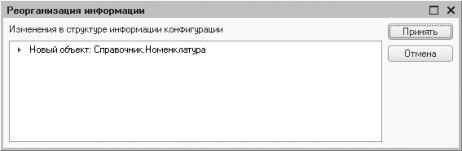 Реорганизация информации
Изменения в структуре информации конфигурации
Принять
Новый объект: Справочник.Номенклатура
Отмена